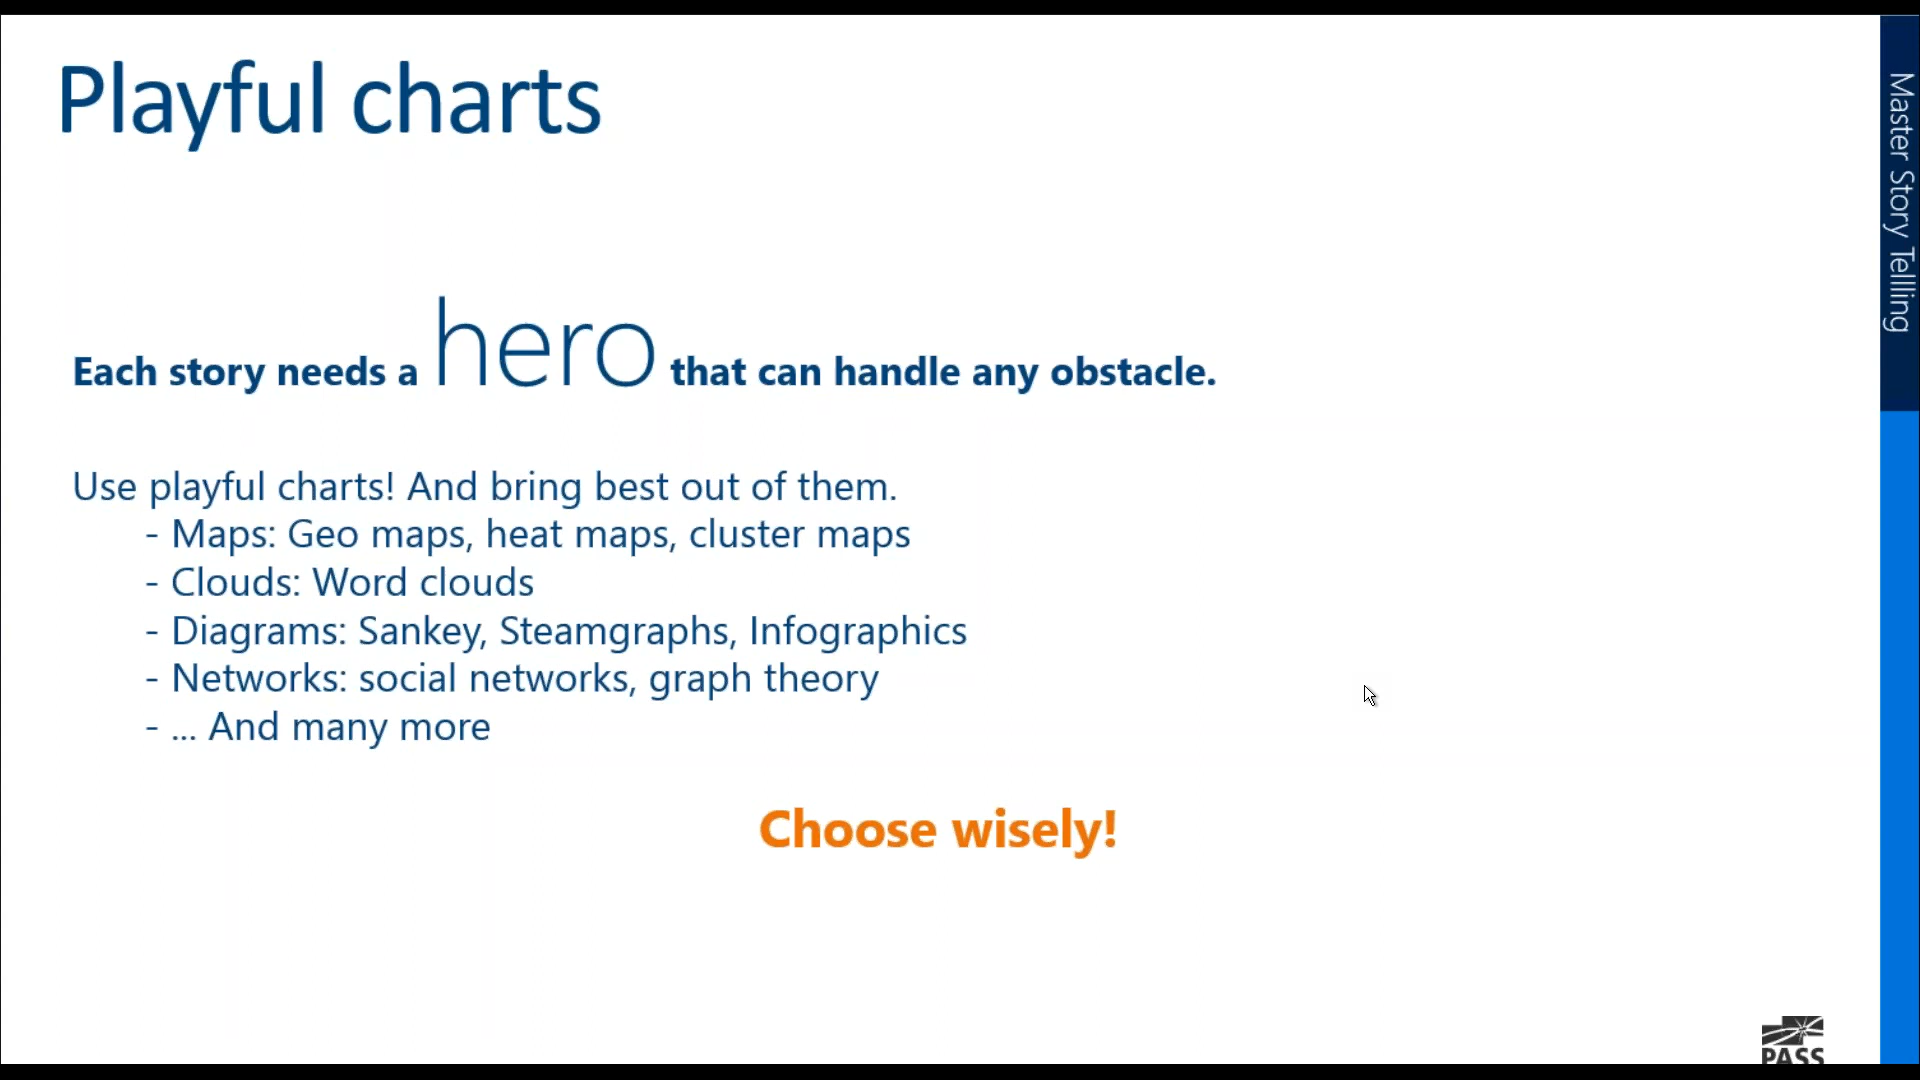 Playful charts
Each story needs a hero that can handle any obstacle.
Use playful charts! And bring best out of them.
- Maps: Geo maps, heat maps, cluster maps
- Clouds: Word clouds
- Diagrams: Sankey, Steamgraphs, Infographics
- Networks: social networks, graph theory
- ... And many more
Choose wisely!
Master Story Tellling
PASS